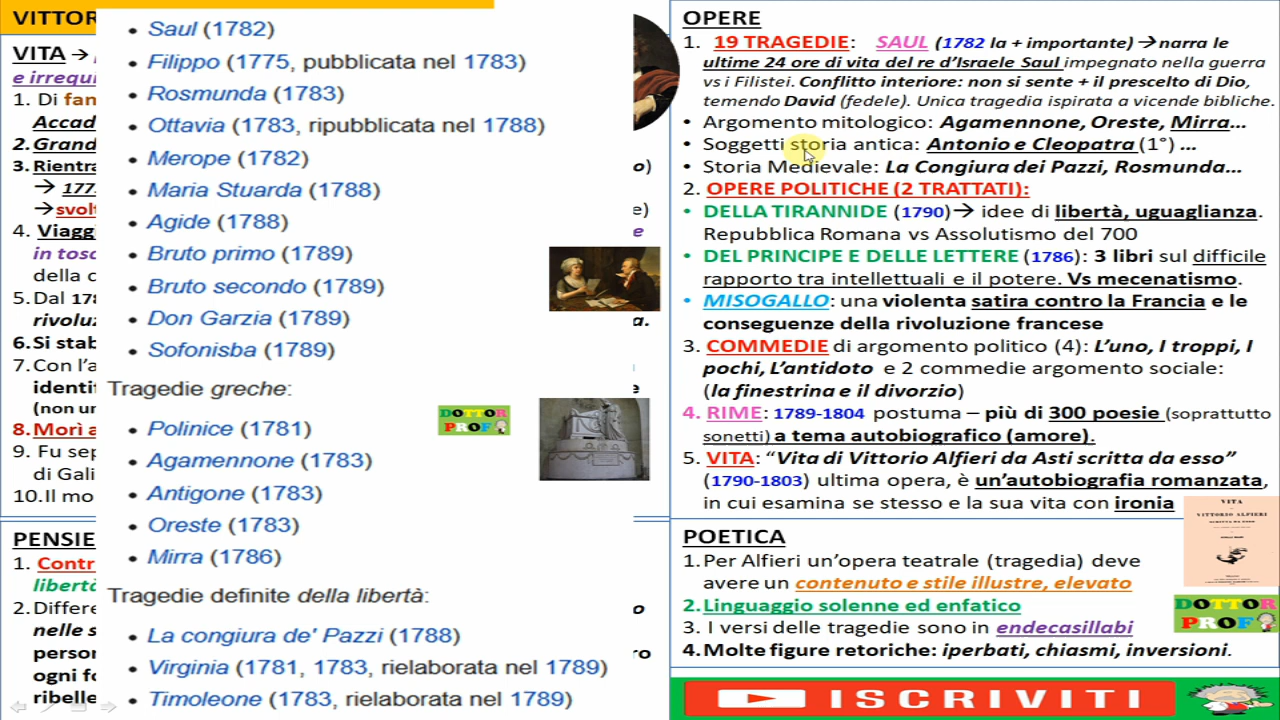 VITTOR
VITA →
e irregu
1. Di fan
Accad
2. Grand
3. Rientra
→ 177
→svolt
4. Viaggi
in tosc
della c
5. Dal 178
rivoluz
6. Si stab
7. Con l'a
identif
(non un
8. Morì a
9. Fu sep
di Gali
10. Il mo
PENSIE
1. Contr
libertà
2. Differe
nelle s
person
ogni fo
ribelle
• Saul (1782)
• Filippo (1775, pubblicata nel 1783)
• Rosmunda (1783)
• Ottavia (1783, ripubblicata nel 1788)
• Merope (1782)
• Maria Stuarda (1788)
• Agide (1788)
• Bruto primo (1789)
• Bruto secondo (1789)
• Don Garzia (1789)
• Sofonisba (1789)
Tragedie greche:
• Polinice (1781)
• Agamennone (1783)
• Antigone (1783)
• Oreste (1783)
• Mirra (1786)
Tragedie definite della libertà:
• La congiura de' Pazzi (1788)
• Virginia (1781, 1783, rielaborata nel 1789)
• Timoleone (1783, rielaborata nel 1789)
o)
e)
e
a.
e
o
ro
DOTTOR
PROF
OPERE
1. 19 TRAGEDIE: SAUL (1782 la + importante) → narra le
ultime 24 ore di vita del re d'Israele Saul impegnato nella guerra
vs i Filistei. Conflitto interiore: non si sente + il prescelto di Dio,
temendo David (fedele). Unica tragedia ispirata a vicende bibliche.
• Argomento mitologico: Agamennone, Oreste, Mirra...
• Soggetti storia antica: Antonio e Cleopatra (1°) ...
• Storia Medievale: La Congiura dei Pazzi, Rosmunda...
2. OPERE POLITICHE (2 TRATTATI):
• DELLA TIRANNIDE (1790)→ idee di libertà, uguaglianza.
Repubblica Romana vs Assolutismo del 700
• DEL PRINCIPE E DELLE LETTERE (1786): 3 libri sul difficile
rapporto tra intellettuali e il potere. Vs mecenatismo.
• MISOGALLO: una violenta satira contro la Francia e le
conseguenze della rivoluzione francese
3. COMMEDIE di argomento politico (4): L'uno, I troppi, I
pochi, L'antidoto e 2 commedie argomento sociale:
(la finestrina e il divorzio)
4. RIME: 1789-1804 postuma – più di 300 poesie (soprattutto
sonetti) a tema autobiografico (amore).
5. VITA: "Vita di Vittorio Alfieri da Asti scritta da esso"
(1790-1803) ultima opera, è un'autobiografia romanzata,
in cui esamina se stesso e la sua vita con ironia
VITA
VITTORIO ALFIERI
POETICA
1. Per Alfieri un'opera teatrale (tragedia) deve
avere un contenuto e stile illustre, elevato
2. Linguaggio solenne ed enfatico
3. I versi delle tragedie sono in endecasillabi
4. Molte figure retoriche: iperbati, chiasmi, inversioni.
DOTTOR
PROF
ISCRIVITI